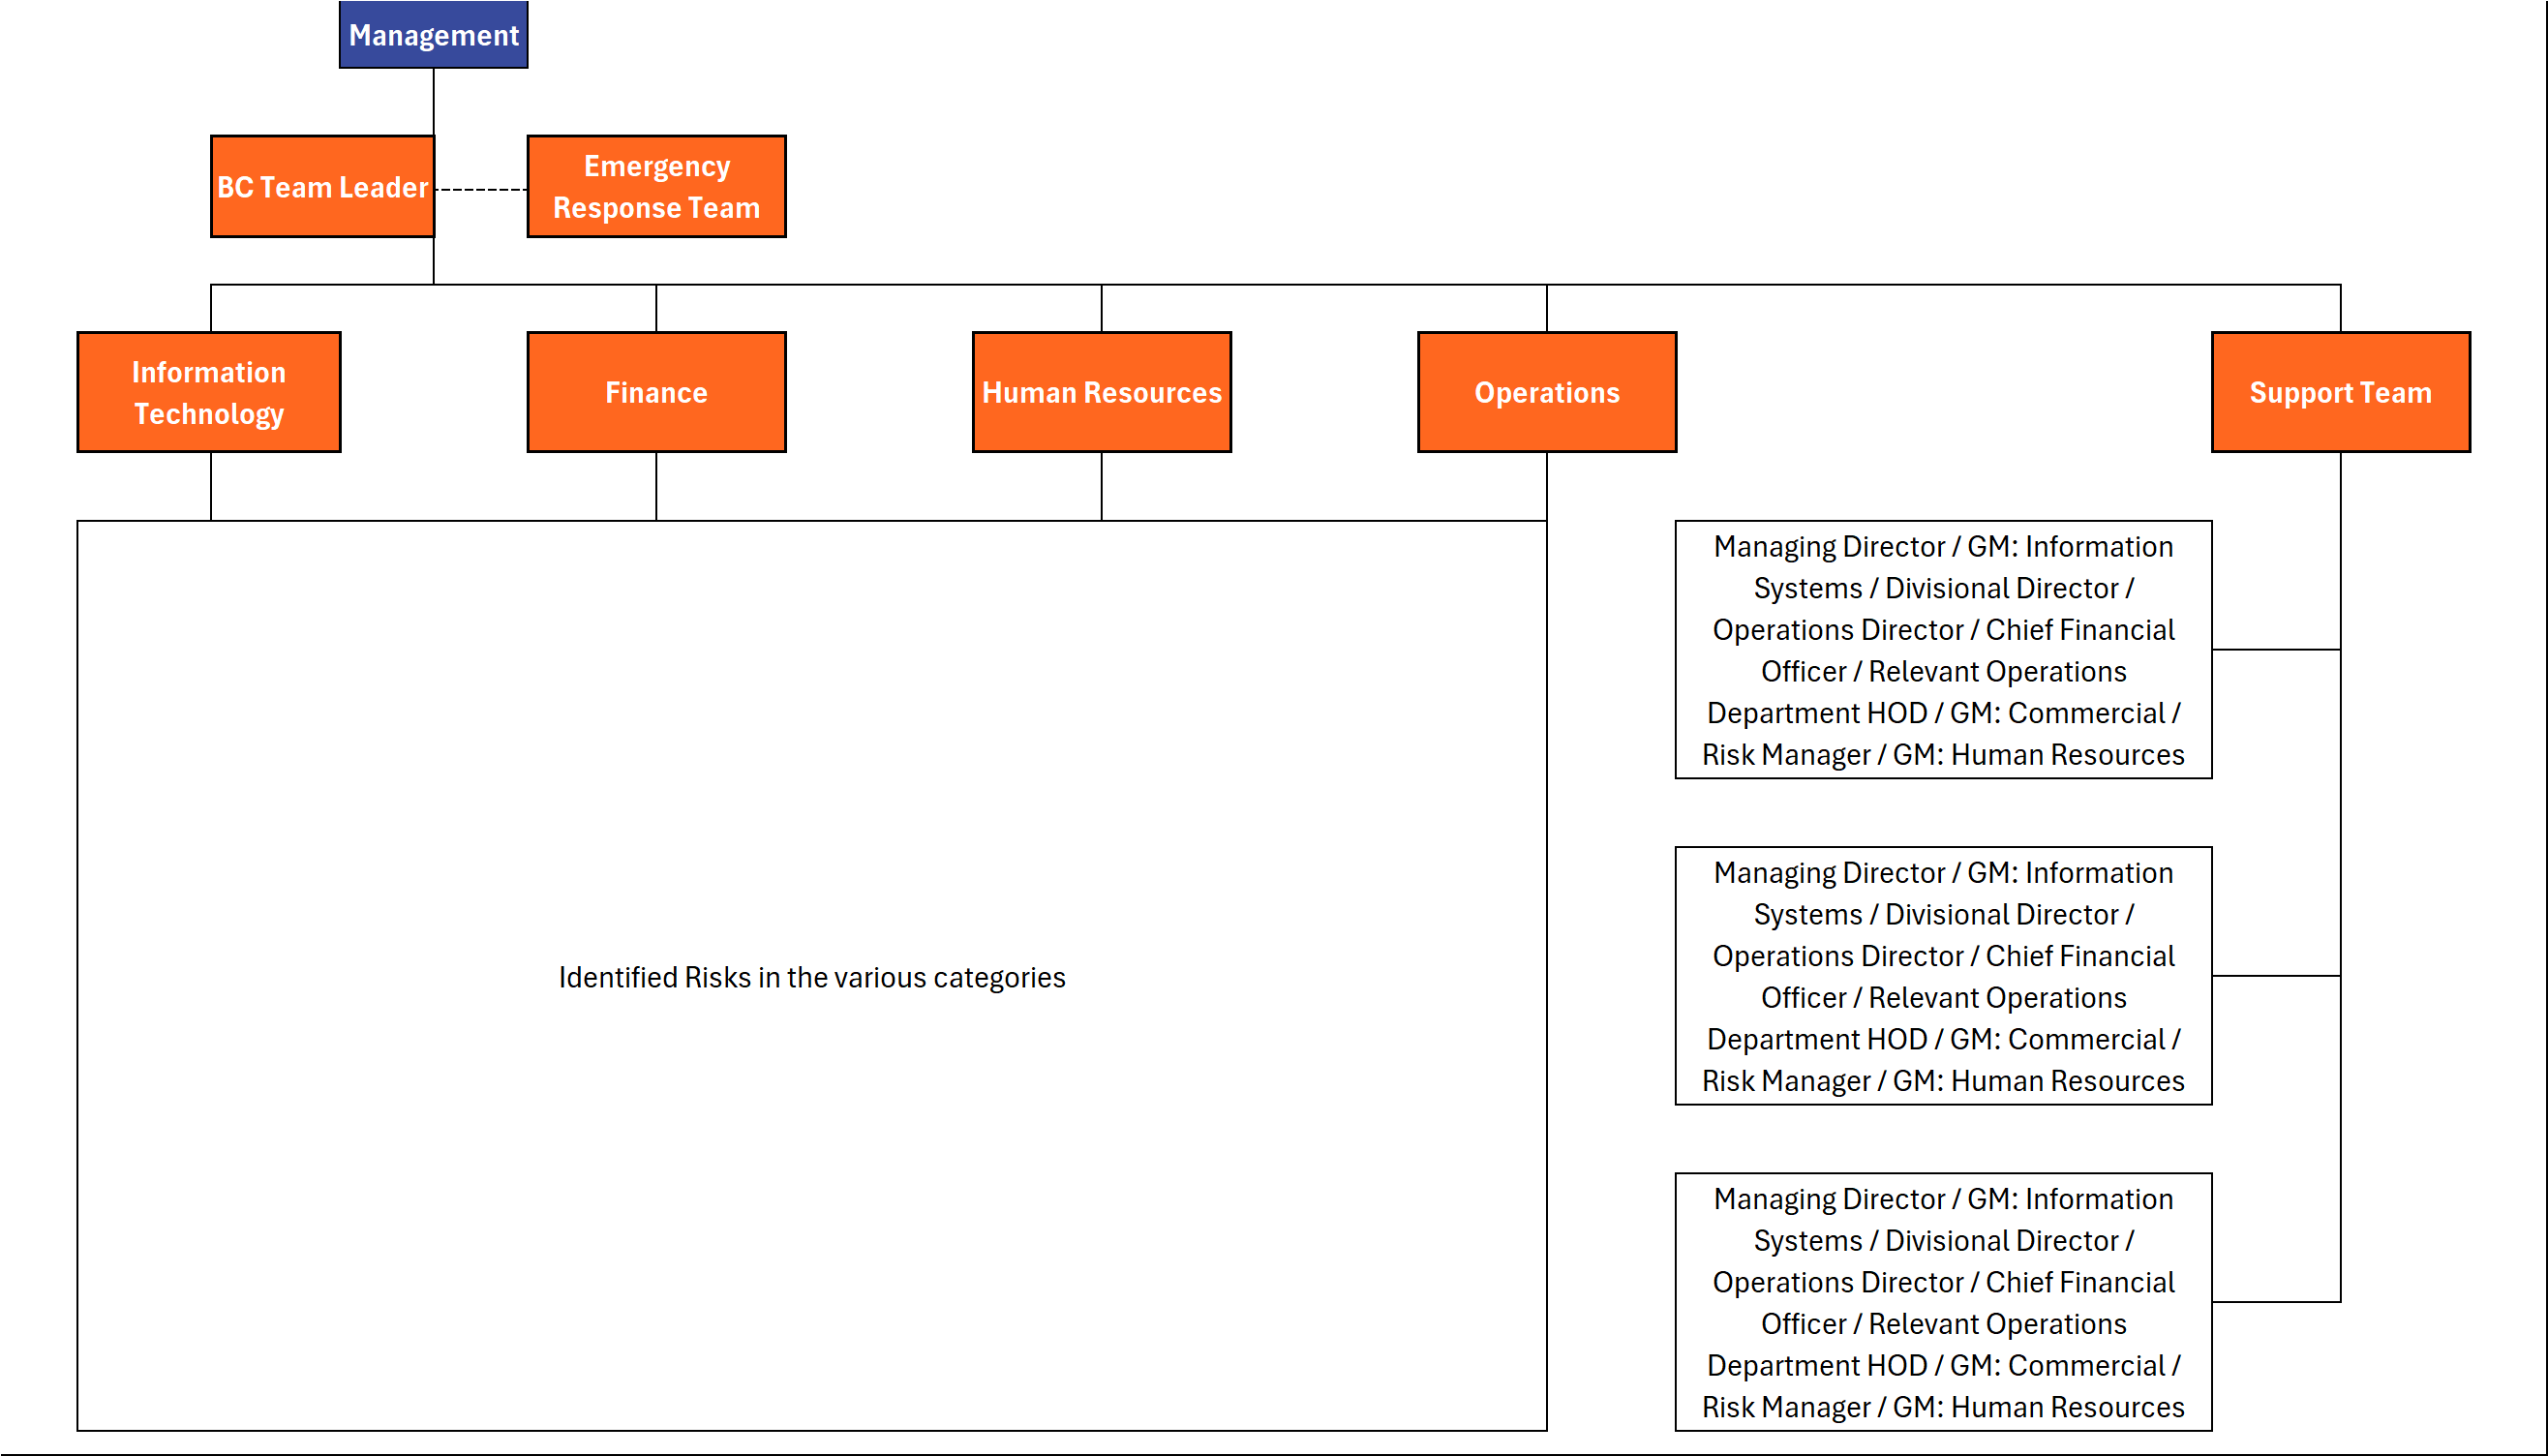 Management
BC Team Leader
Emergency
Response Team
Information
Technology
Finance
Human Resources
Operations
Support Team
Identified Risks in the various categories
Managing Director / GM: Information
Systems / Divisional Director /
Operations Director / Chief Financial
Officer / Relevant Operations
Department HOD / GM: Commercial /
Risk Manager / GM: Human Resources
Managing Director / GM: Information
Systems / Divisional Director /
Operations Director / Chief Financial
Officer / Relevant Operations
Department HOD / GM: Commercial /
Risk Manager / GM: Human Resources
Managing Director / GM: Information
Systems / Divisional Director /
Operations Director / Chief Financial
Officer / Relevant Operations
Department HOD / GM: Commercial /
Risk Manager / GM: Human Resources